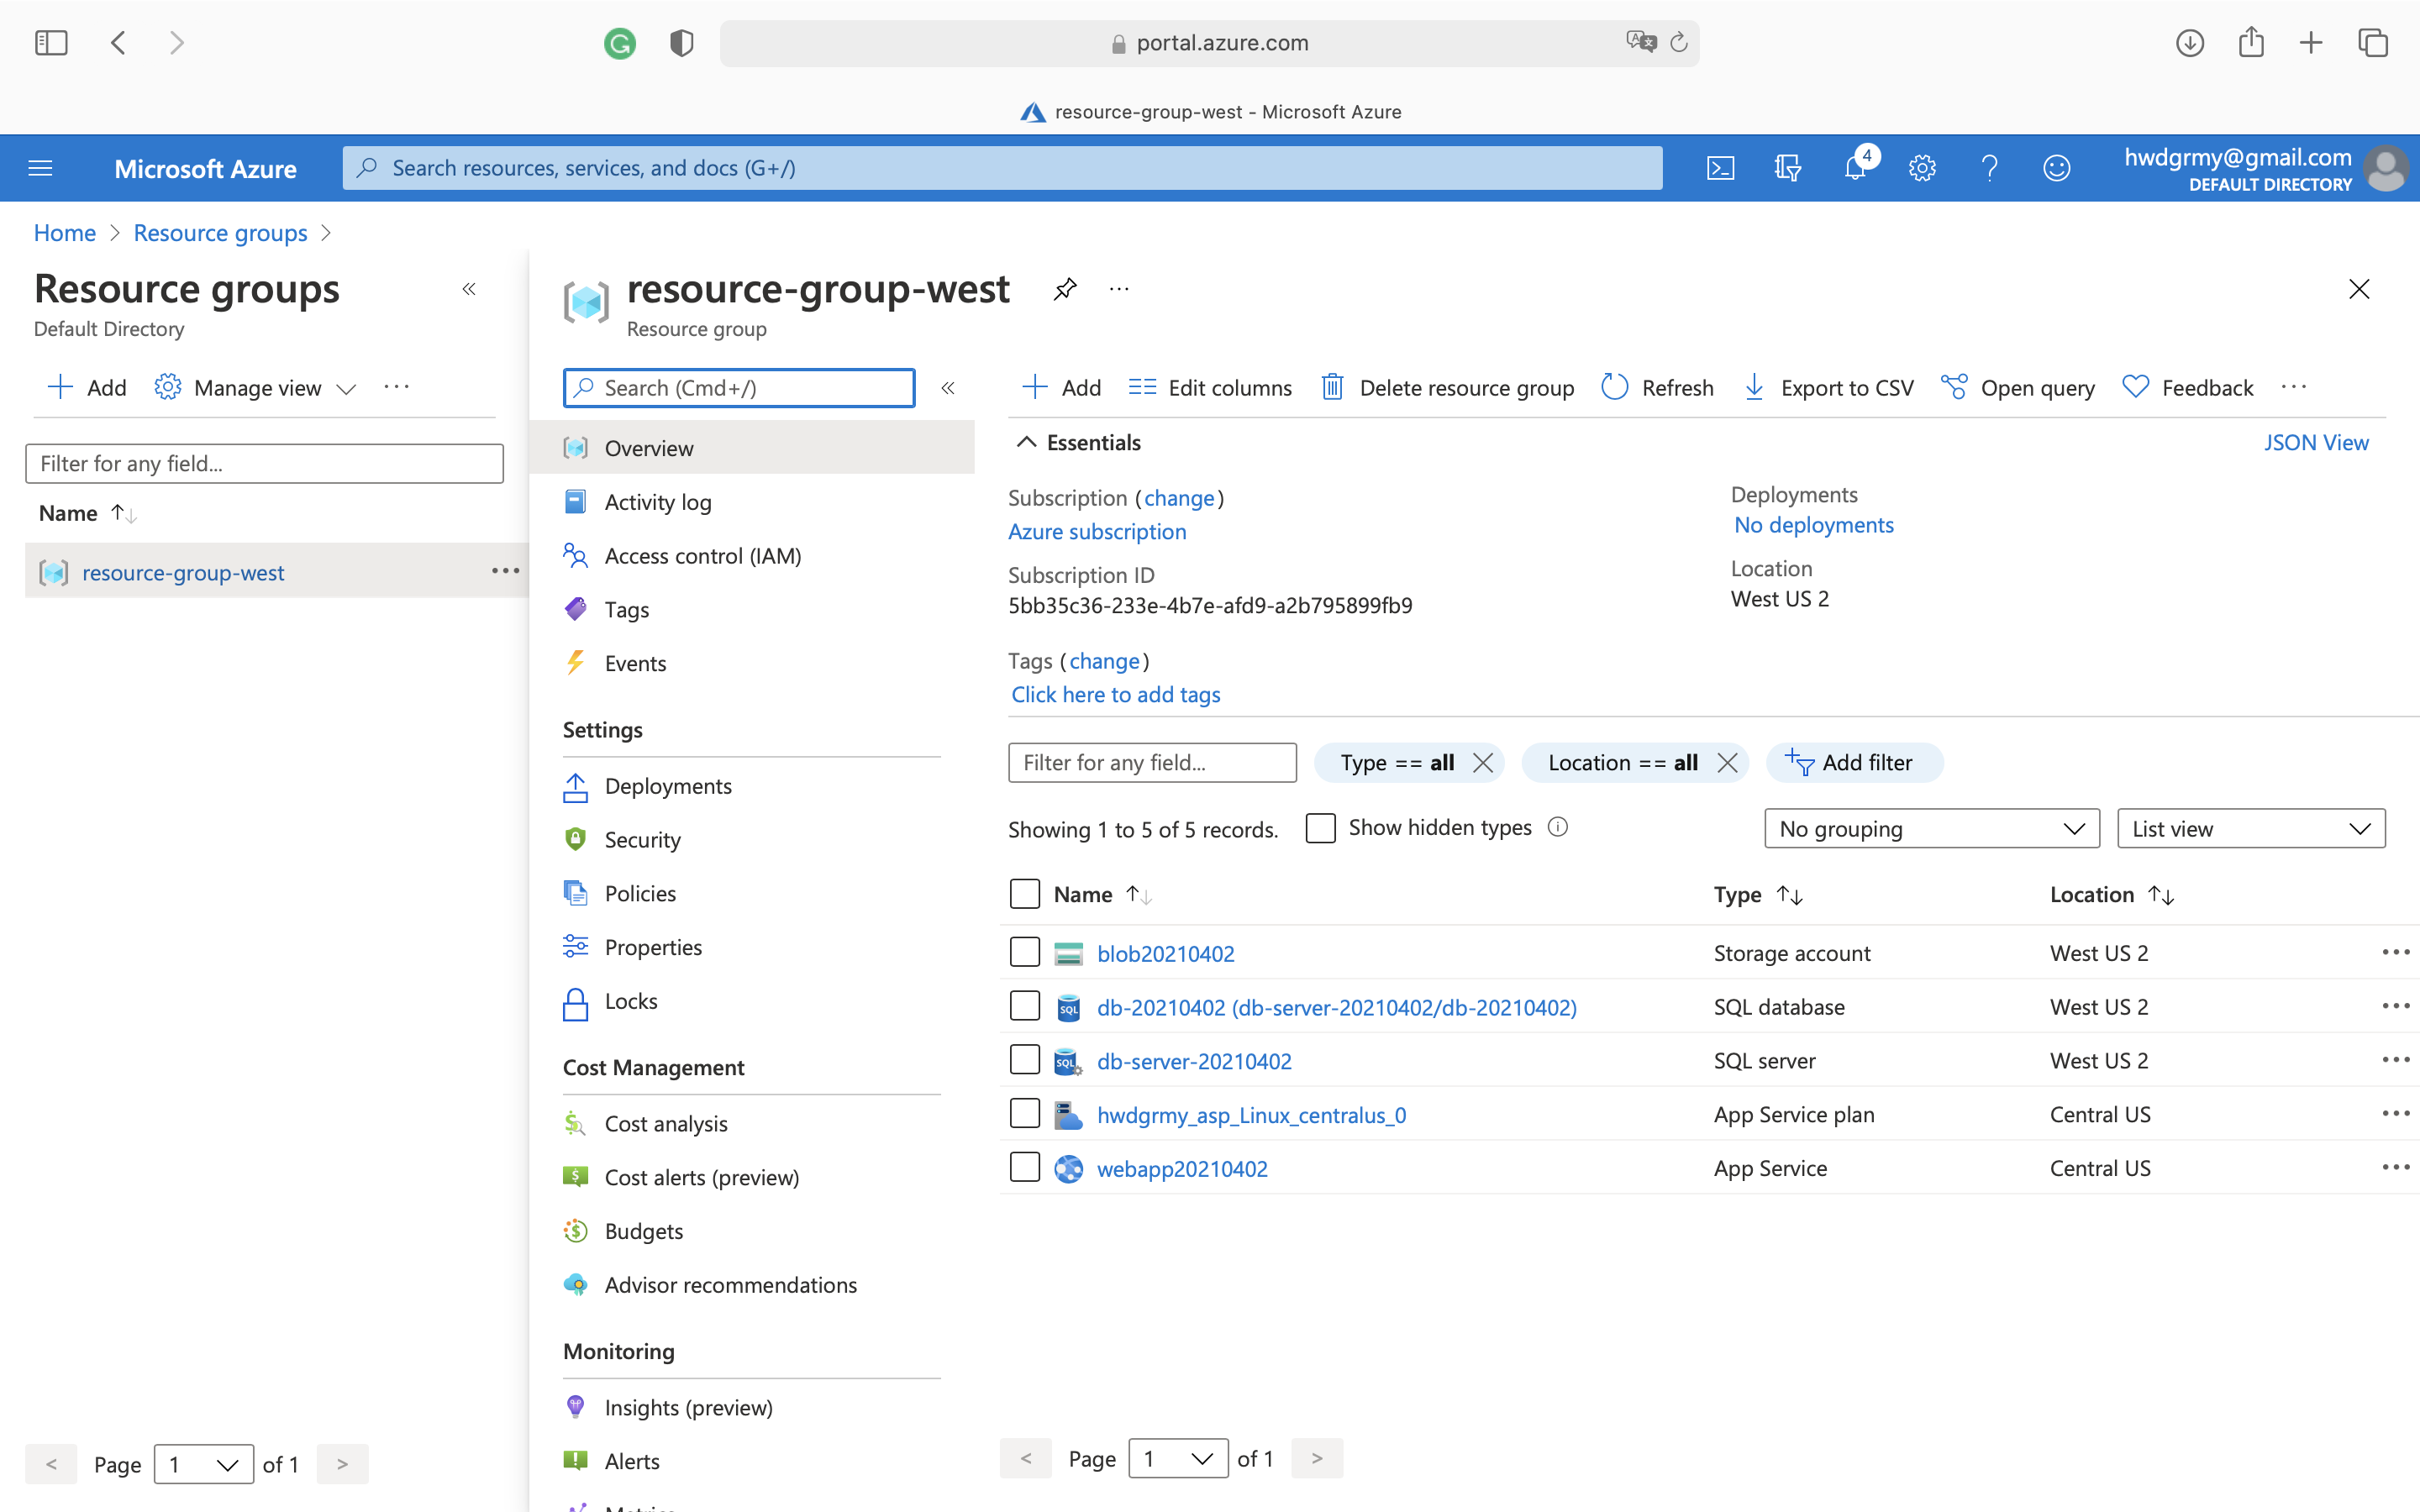 portal.azure.com
resource-group-west - Microsoft Azure
Microsoft Azure
Search resources, services, and docs (G+/)
4
hwdgrmy@gmail.com
DEFAULT DIRECTORY
Home > Resource groups >
Resource groups
Default Directory
Add
Manage view
Filter for any field...
Name
resource-group-west
Page 1 of 1
resource-group-west
Resource group
Search (Cmd+/)
Overview
Activity log
Access control (IAM)
Tags
Events
Settings
Deployments
Security
Policies
Properties
Locks
Cost Management
Cost analysis
Cost alerts (preview)
Budgets
Advisor recommendations
Monitoring
Insights (preview)
Alerts
Add Edit columns Delete resource group Refresh Export to CSV Open query Feedback
Essentials
JSON View
Subscription (change)
Azure subscription
Subscription ID
5bb35c36-233e-4b7e-afd9-a2b795899fb9
Tags (change)
Click here to add tags
Deployments
No deployments
Location
West US 2
Filter for any field... Type == all Location == all Add filter
Showing 1 to 5 of 5 records. Show hidden types No grouping List view
Name Type Location
blob20210402 Storage account West US 2
db-20210402 (db-server-20210402/db-20210402) SQL database West US 2
db-server-20210402 SQL server West US 2
hwdgrmy_asp_Linux_centralus_0 App Service plan Central US
webapp20210402 App Service Central US
Page 1 of 1